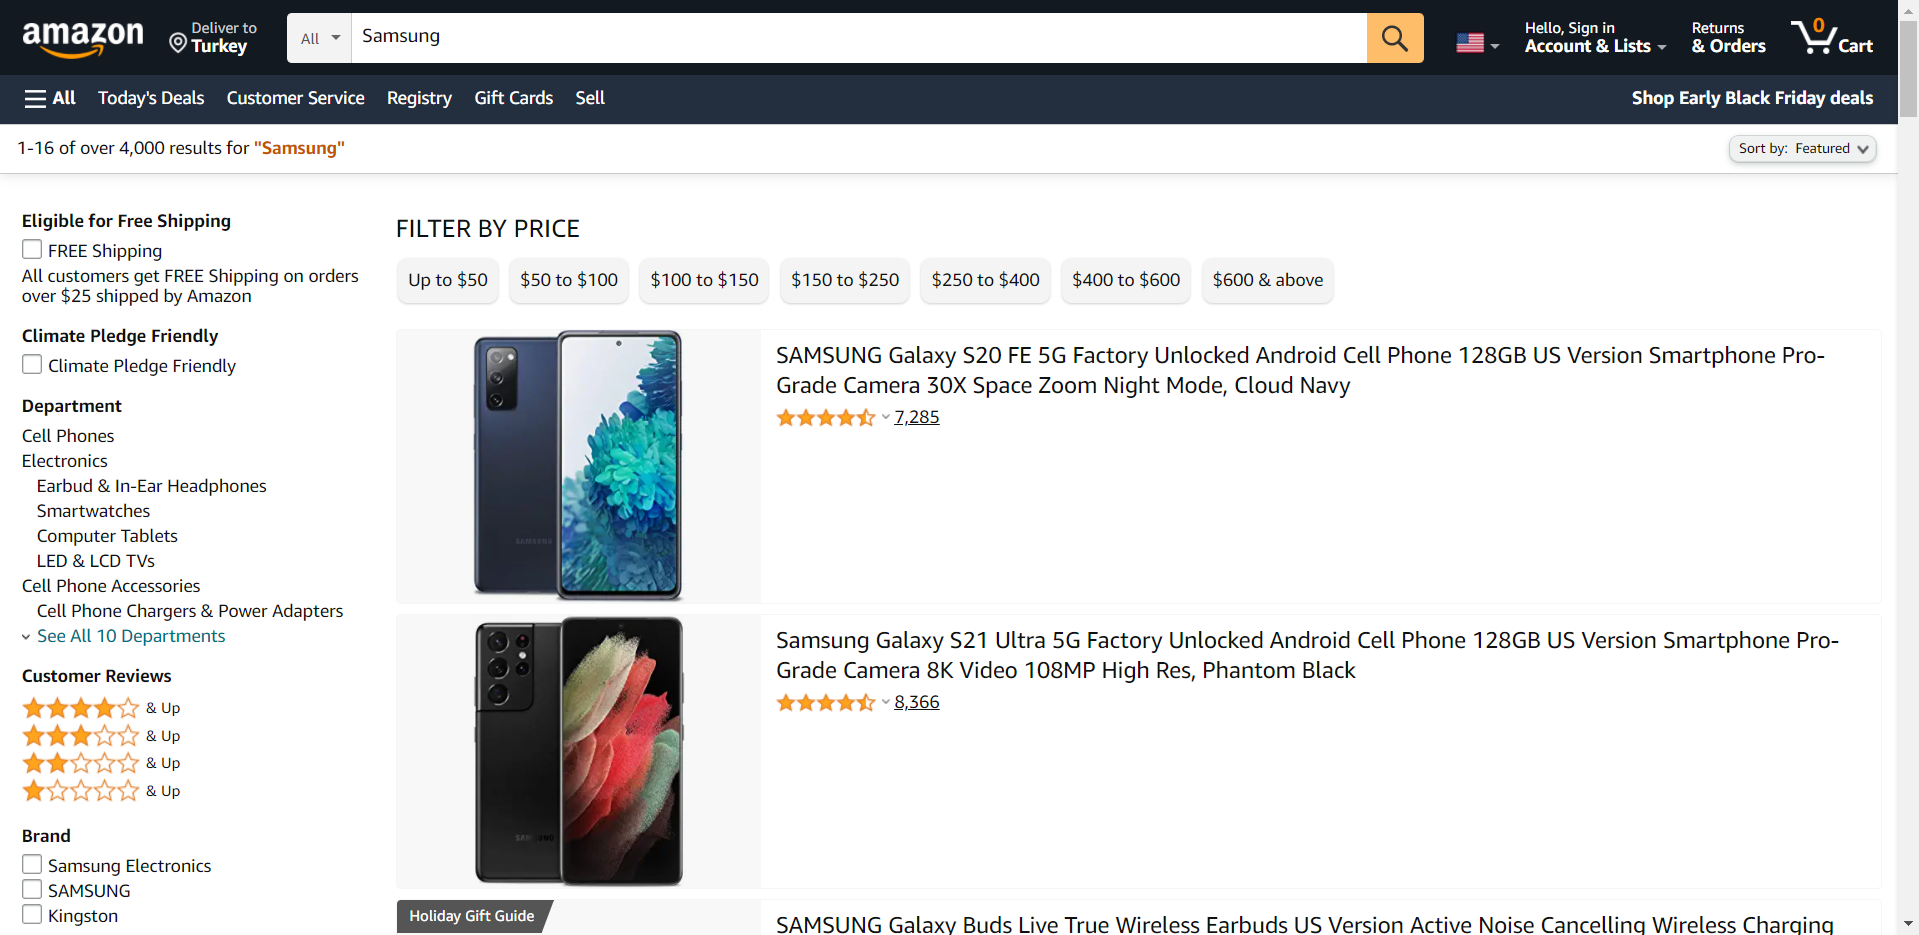 amazon
Deliver to
Turkey
All
Samsung
Hello, Sign in
Account & Lists
Returns
& Orders
0
Cart
All
Today's Deals
Customer Service
Registry
Gift Cards
Sell
Shop Early Black Friday deals
1-16 of over 4,000 results for "Samsung"
Sort by: Featured
Eligible for Free Shipping
FREE Shipping
All customers get FREE Shipping on orders
over $25 shipped by Amazon
Climate Pledge Friendly
Climate Pledge Friendly
Department
Cell Phones
Electronics
Earbud & In-Ear Headphones
Smartwatches
Computer Tablets
LED & LCD TVs
Cell Phone Accessories
Cell Phone Chargers & Power Adapters
See All 10 Departments
Customer Reviews
& Up
& Up
& Up
& Up
Brand
Samsung Electronics
SAMSUNG
Kingston
FILTER BY PRICE
Up to $50
$50 to $100
$100 to $150
$150 to $250
$250 to $400
$400 to $600
$600 & above
SAMSUNG
SAMSUNG Galaxy S20 FE 5G Factory Unlocked Android Cell Phone 128GB US Version Smartphone Pro-
Grade Camera 30X Space Zoom Night Mode, Cloud Navy
7,285
SAMSUNG
Samsung Galaxy S21 Ultra 5G Factory Unlocked Android Cell Phone 128GB US Version Smartphone Pro-
Grade Camera 8K Video 108MP High Res, Phantom Black
8,366
Holiday Gift Guide
SAMSUNG Galaxy Buds Live True Wireless Earbuds US Version Active Noise Cancelling Wireless Charging